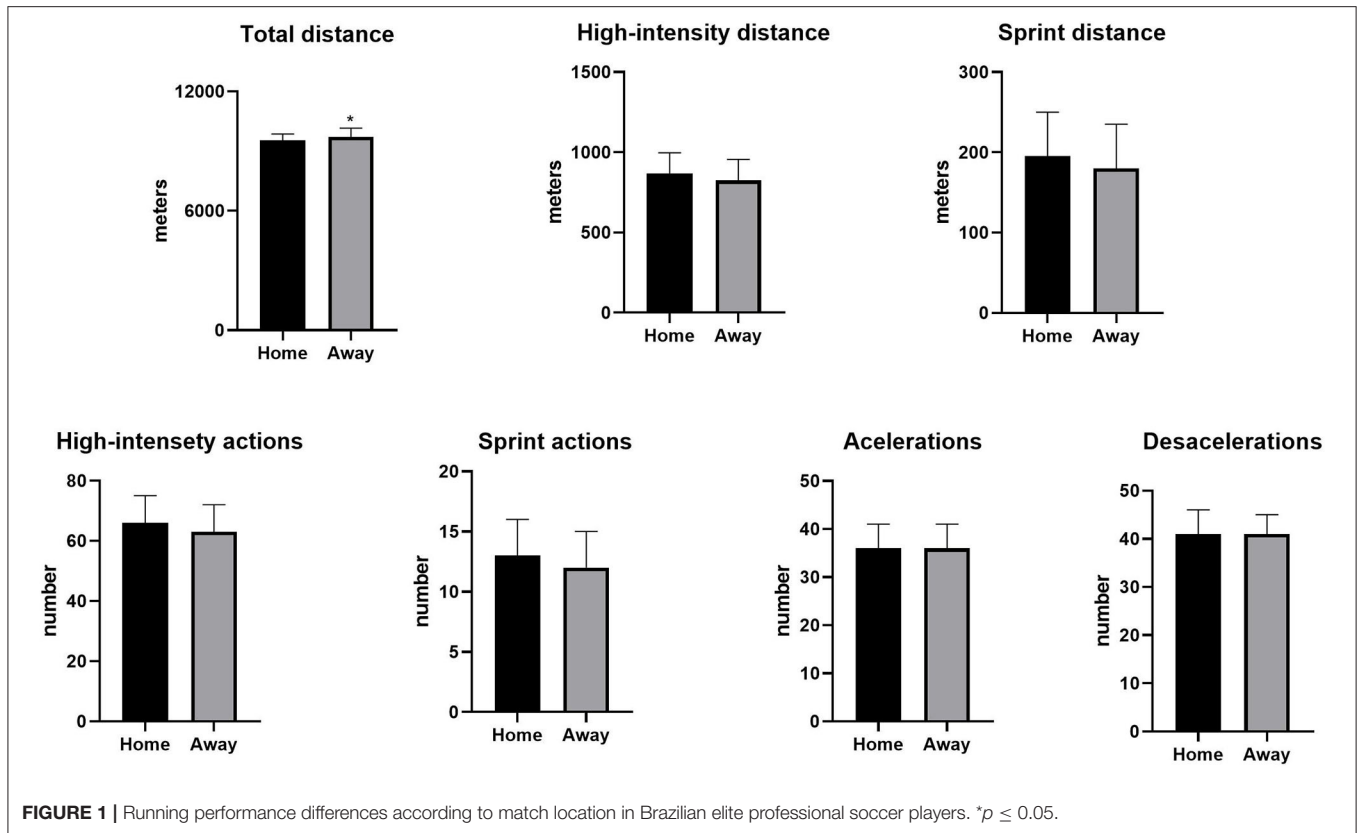 Total distance
12000
6000
0
meters
*
Home Away
High-intensity distance
1500
1000
500
0
meters
Home Away
Sprint distance
300
200
100
0
meters
Home Away
High-intensety actions
80
60
40
20
0
number
Home Away
Sprint actions
20
15
10
5
0
number
Home Away
Acelerations
50
40
30
20
10
0
number
Home Away
Desacelerations
50
40
30
20
10
0
number
Home Away
FIGURE 1 | Running performance differences according to match location in Brazilian elite professional soccer players. *p ≤ 0.05.